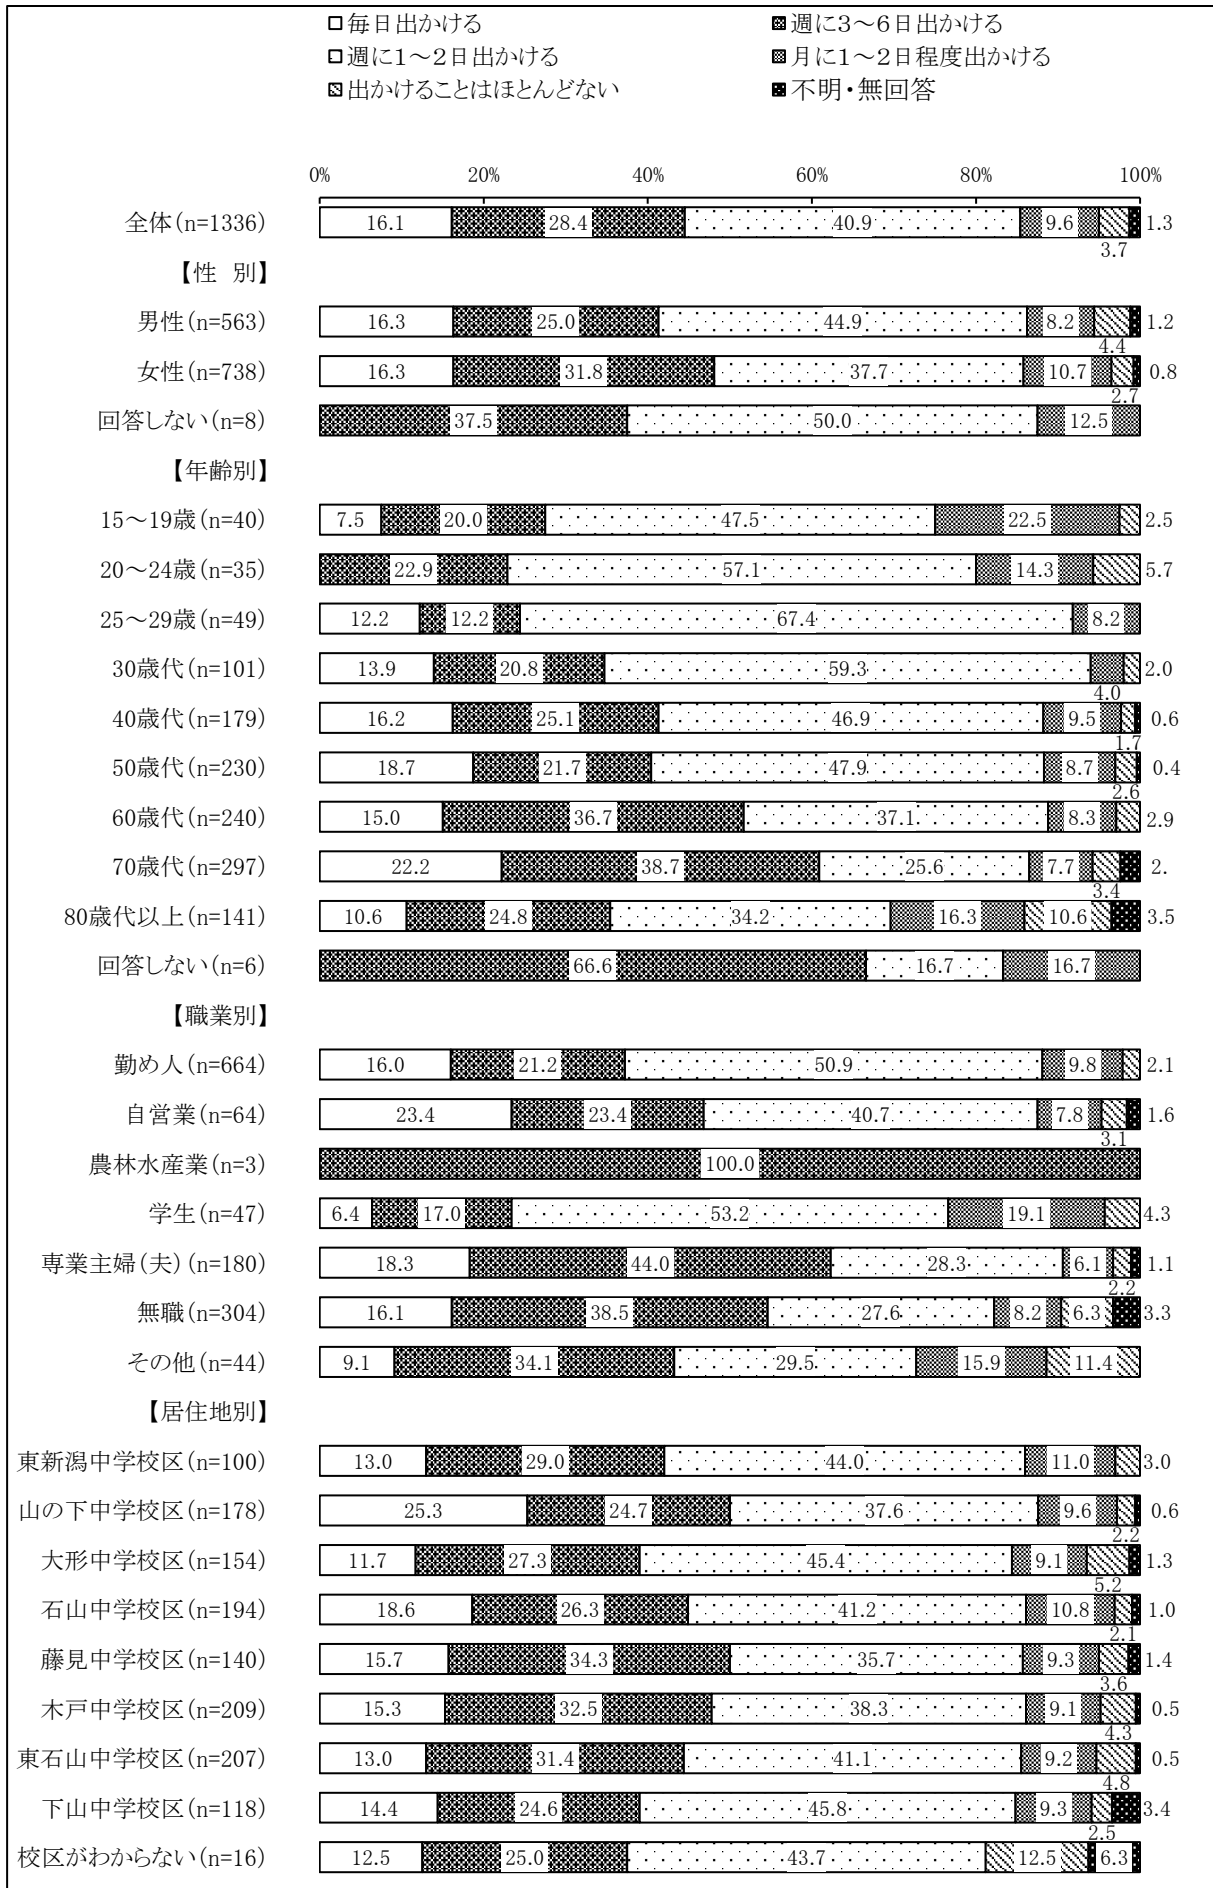 □毎日出かける ▩週に３～６日出かける
□週に１～２日出かける ▩月に１～２日程度出かける
▧出かけることはほとんどない ■不明・無回答
0% 20% 40% 60% 80% 100%
全体(n=1336) 16.1 28.4 40.9 9.6 3.7 1.3
【性 別】
男性(n=563) 16.3 25.0 44.9 8.2 4.4 1.2
女性(n=738) 16.3 31.8 37.7 10.7 2.7 0.8
回答しない(n=8) 37.5 50.0 12.5
【年齢別】
15～19歳(n=40) 7.5 20.0 47.5 22.5 2.5
20～24歳(n=35) 22.9 57.1 14.3 5.7
25～29歳(n=49) 12.2 12.2 67.4 8.2
30歳代(n=101) 13.9 20.8 59.3 4.0 2.0
40歳代(n=179) 16.2 25.1 46.9 9.5 1.7 0.6
50歳代(n=230) 18.7 21.7 47.9 8.7 2.6 0.4
60歳代(n=240) 15.0 36.7 37.1 8.3 2.9
70歳代(n=297) 22.2 38.7 25.6 7.7 3.4 2.
80歳代以上(n=141) 10.6 24.8 34.2 16.3 10.6 3.5
回答しない(n=6) 66.6 16.7 16.7
【職業別】
勤め人(n=664) 16.0 21.2 50.9 9.8 2.1
自営業(n=64) 23.4 23.4 40.7 7.8 3.1 1.6
農林水産業(n=3) 100.0
学生(n=47) 6.4 17.0 53.2 19.1 4.3
専業主婦(夫)(n=180) 18.3 44.0 28.3 6.1 2.2 1.1
無職(n=304) 16.1 38.5 27.6 8.2 6.3 3.3
その他(n=44) 9.1 34.1 29.5 15.9 11.4
【居住地別】
東新潟中学校区(n=100) 13.0 29.0 44.0 11.0 3.0
山の下中学校区(n=178) 25.3 24.7 37.6 9.6 2.2 0.6
大形中学校区(n=154) 11.7 27.3 45.4 9.1 5.2 1.3
石山中学校区(n=194) 18.6 26.3 41.2 10.8 2.1 1.0
藤見中学校区(n=140) 15.7 34.3 35.7 9.3 3.6 1.4
木戸中学校区(n=209) 15.3 32.5 38.3 9.1 4.3 0.5
東石山中学校区(n=207) 13.0 31.4 41.1 9.2 4.8 0.5
下山中学校区(n=118) 14.4 24.6 45.8 9.3 2.5 3.4
校区がわからない(n=16) 12.5 25.0 43.7 12.5 6.3